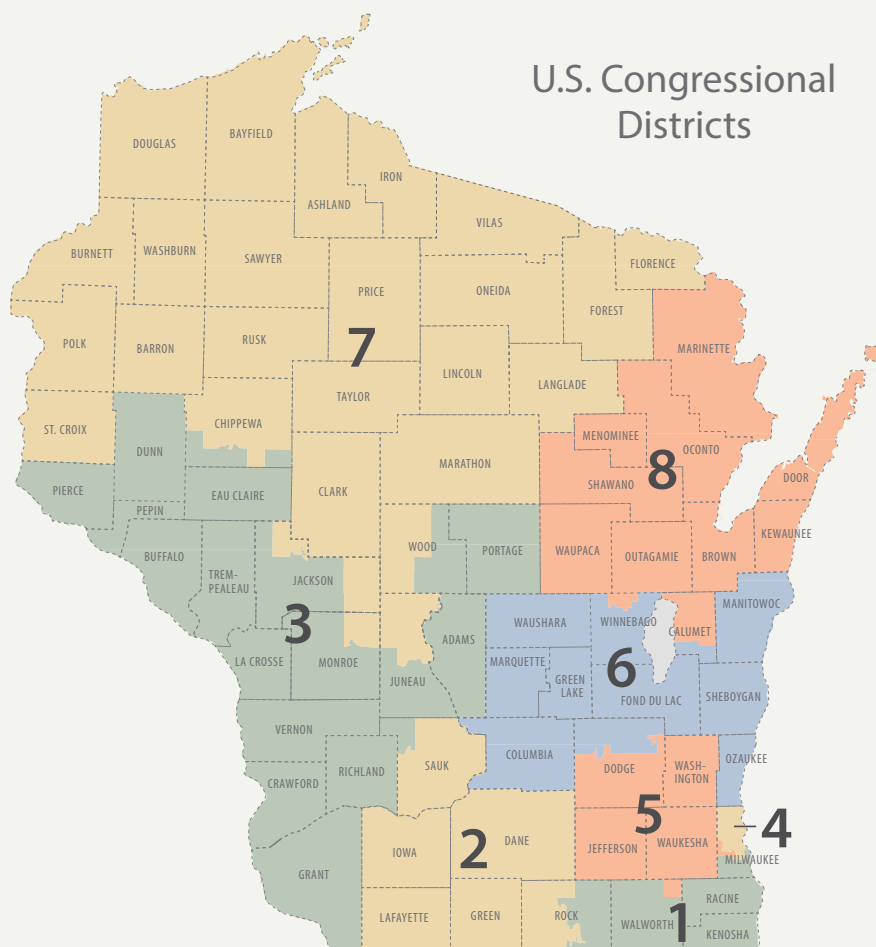 U.S. Congressional
Districts
DOUGLAS
BAYFIELD
IRON
ASHLAND
VILAS
BURNETT
WASHBURN
SAWYER
FLORENCE
PRICE
ONEIDA
FOREST
POLK
BARRON
RUSK
7
MARINETTE
LINCOLN
LANGLADE
TAYLOR
ST. CROIX
CHIPPEWA
DUNN
MENOMINEE
OCONTO
MARATHON
8
PIERCE
EAU CLAIRE
CLARK
SHAWANO
DOOR
PEPIN
KEWAUNEE
BUFFALO
WOOD
PORTAGE
WAUPACA
OUTAGAMIE
BROWN
TREM-
PEALEAU
JACKSON
3
MANITOWOC
WAUSHARA
WINNEBAGO
CALUMET
ADAMS
LA CROSSE
MONROE
MARQUETTE
6
JUNEAU
GREEN
LAKE
FOND DU LAC
SHEBOYGAN
VERNON
COLUMBIA
OZAUKEE
CRAWFORD
RICHLAND
SAUK
DODGE
WASH-
INGTON
5
4
IOWA
2
DANE
JEFFERSON
WAUKESHA
MILWAUKEE
GRANT
RACINE
LAFAYETTE
GREEN
ROCK
WALWORTH
1
KENOSHA